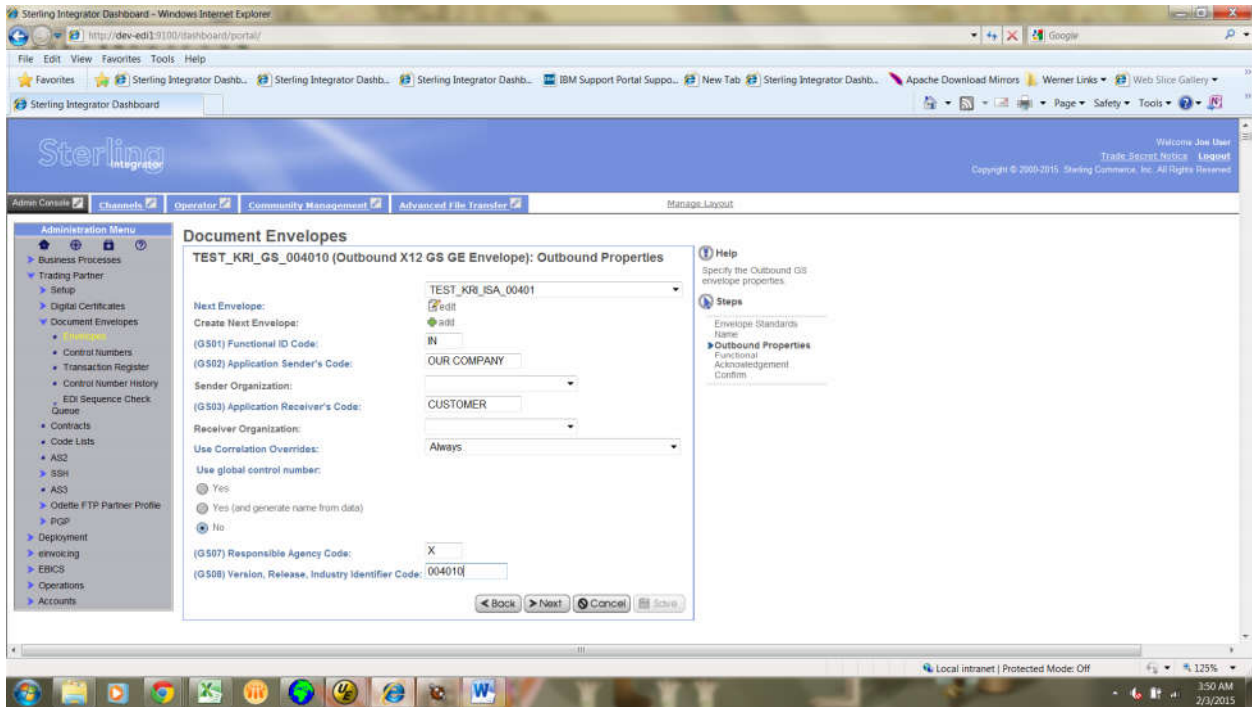 Sterling Integrator Dashboard - Windows Internet Explorer
http://dev-edi1:9100/dashboard/portal/
Google
File Edit View Favorites Tools Help
Favorites Sterling Integrator Dashb... Sterling Integrator Dashb... Sterling Integrator Dashb... IBM Support Portal Suppo... New Tab Sterling Integrator Dashb... Apache Download Mirrors Werner Links Web Slice Gallery
Sterling Integrator Dashboard
Page Safety Tools
Sterling Integrator
Welcome Joe User
Trade Secret Notice Logout
Copyright © 2000-2015. Sterling Commerce, Inc. All Rights Reserved
Admin Console Channels Operator Community Management Advanced File Transfer Manage Layout
Administration Menu
Business Processes
Trading Partner
Setup
Digital Certificates
Document Envelopes
Envelopes
Control Numbers
Transaction Register
Control Number History
EDI Sequence Check Queue
Contracts
Code Lists
AS2
SSH
AS3
Odette FTP Partner Profile
PGP
Deployment
eInvoicing
EBICS
Operations
Accounts
Document Envelopes
TEST_KRI_GS_004010 (Outbound X12 GS GE Envelope): Outbound Properties
TEST_KRI_ISA_00401
Next Envelope: edit
Create Next Envelope: add
(GS01) Functional ID Code: IN
(GS02) Application Sender's Code: OUR COMPANY
Sender Organization:
(GS03) Application Receiver's Code: CUSTOMER
Receiver Organization:
Use Correlation Overrides: Always
Use global control number:
Yes
Yes (and generate name from data)
No
(GS07) Responsible Agency Code: X
(GS08) Version, Release, Industry Identifier Code: 004010
Back Next Cancel Save
Help
Specify the Outbound GS
envelope properties.
Steps
Envelope Standards
Name
Outbound Properties
Functional
Acknowledgement
Confirm
Local intranet | Protected Mode: Off
125%
3:50 AM
2/3/2015